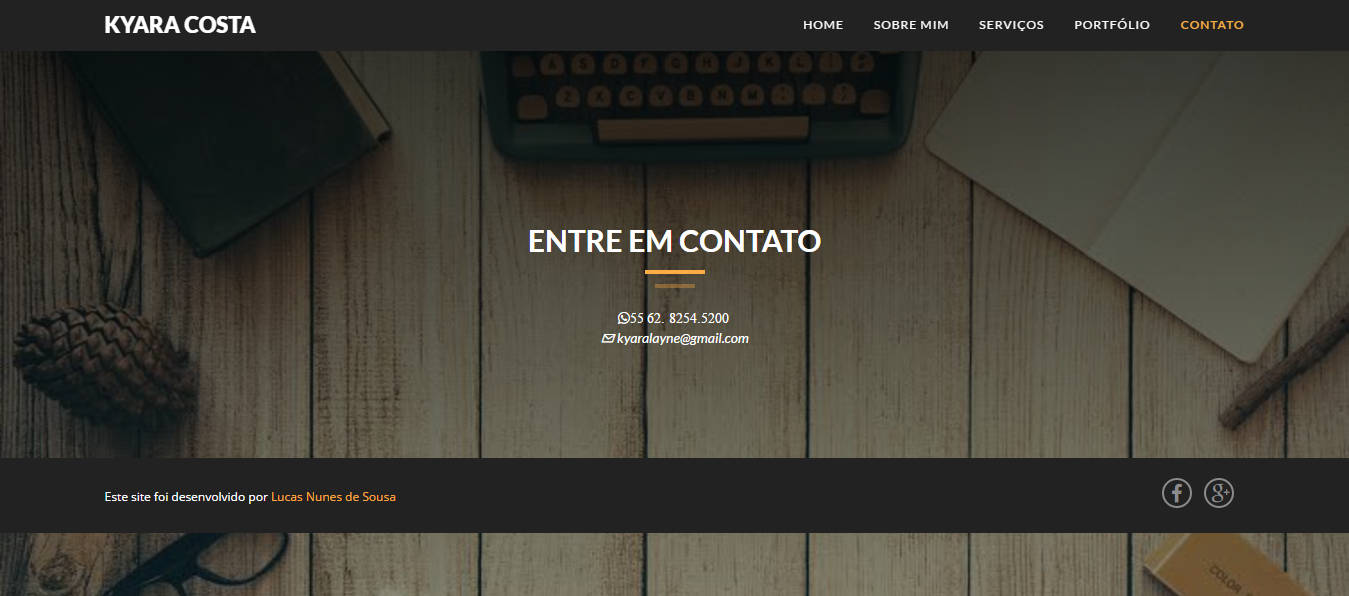 KYARA COSTA
HOME SOBRE MIM SERVIÇOS PORTFÓLIO CONTATO
A S D F G H J K L
Z X C V B N M
ENTRE EM CONTATO
55 62. 8254.5200
kyaralayne@gmail.com
Este site foi desenvolvido por Lucas Nunes de Sousa
COLOR